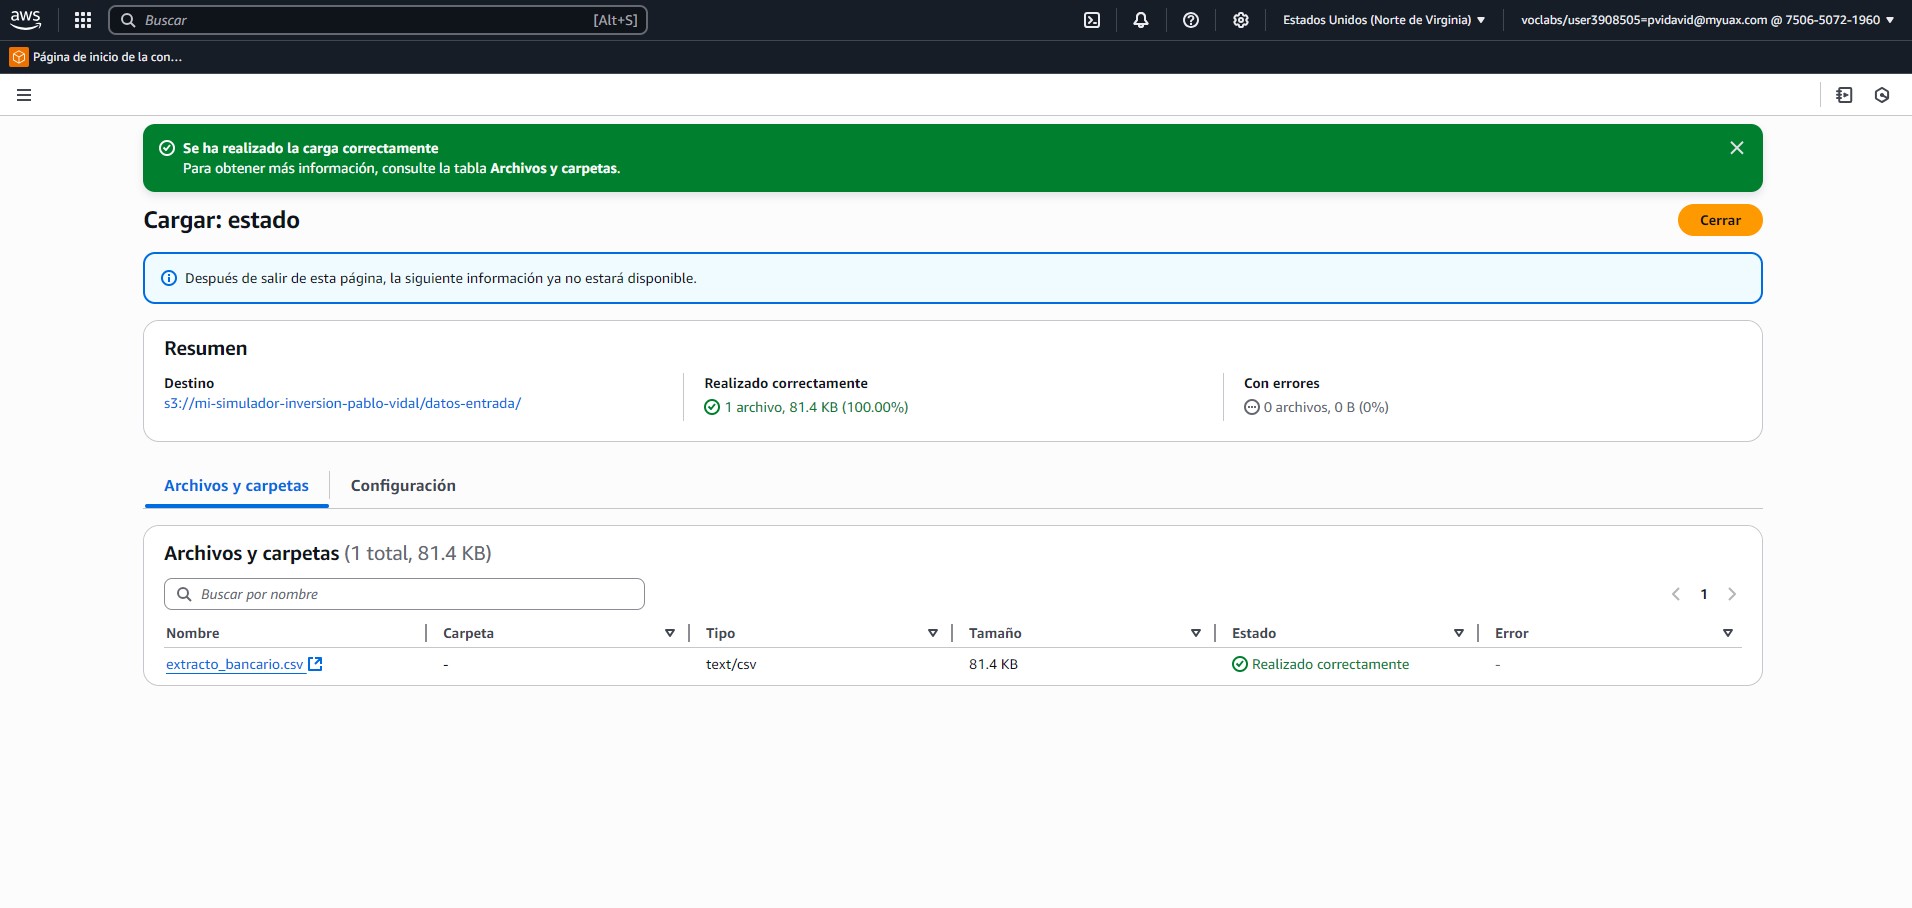 aws
Buscar [Alt+S] Estados Unidos (Norte de Virginia) voclabs/user3908505=pvidavid@myuax.com @ 7506-5072-1960
Página de inicio de la con...
Se ha realizado la carga correctamente
Para obtener más información, consulte la tabla Archivos y carpetas.
Cargar: estado
Cerrar
Después de salir de esta página, la siguiente información ya no estará disponible.
Resumen
Destino
s3://mi-simulador-inversion-pablo-vidal/datos-entrada/
Realizado correctamente
1 archivo, 81.4 KB (100.00%)
Con errores
0 archivos, 0 B (0%)
Archivos y carpetas
Configuración
Archivos y carpetas (1 total, 81.4 KB)
Buscar por nombre
1
Nombre Carpeta Tipo Tamaño Estado Error
extracto_bancario.csv - text/csv 81.4 KB Realizado correctamente -